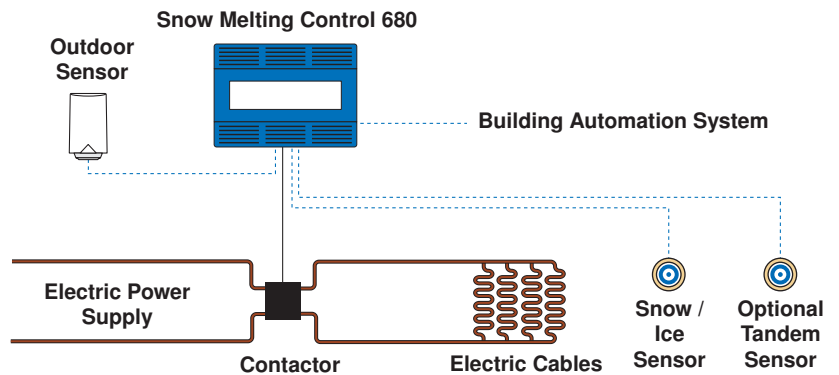 Snow Melting Control 680
Outdoor
Sensor
Building Automation System
Electric Power
Supply
Contactor
Electric Cables
Snow /
Ice
Sensor
Optional
Tandem
Sensor